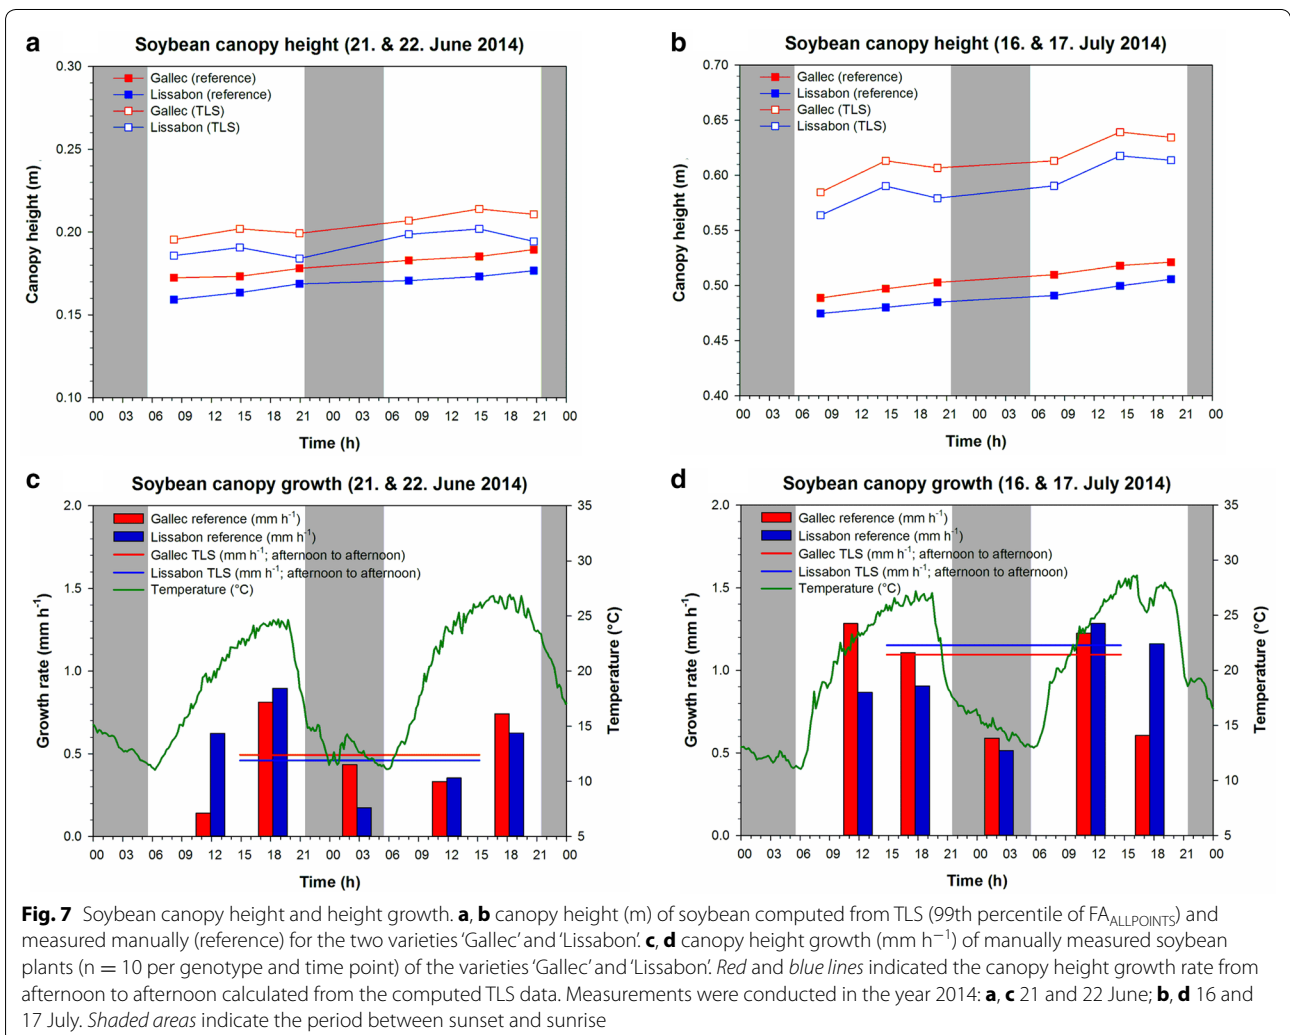 a
Soybean canopy height (21. & 22. June 2014)
0.30
0.25
0.20
0.15
0.10
Canopy height (m)
Gallec (reference)
Lissabon (reference)
Gallec (TLS)
Lissabon (TLS)
00 03 06 09 12 15 18 21 00 03 06 09 12 15 18 21 00
Time (h)
b
Soybean canopy height (16. & 17. July 2014)
0.70
0.65
0.60
0.55
0.50
0.45
0.40
Canopy height (m)
Gallec (reference)
Lissabon (reference)
Gallec (TLS)
Lissabon (TLS)
00 03 06 09 12 15 18 21 00 03 06 09 12 15 18 21 00
Time (h)
c
Soybean canopy growth (21. & 22. June 2014)
2.0
1.5
1.0
0.5
0.0
Growth rate (mm h⁻¹)
Gallec reference (mm h⁻¹)
Lissabon reference (mm h⁻¹)
Gallec TLS (mm h⁻¹; afternoon to afternoon)
Lissabon TLS (mm h⁻¹; afternoon to afternoon)
Temperature (°C)
35
30
25
20
15
10
5
Temperature (°C)
00 03 06 09 12 15 18 21 00 03 06 09 12 15 18 21 00
Time (h)
d
Soybean canopy growth (16. & 17. July 2014)
2.0
1.5
1.0
0.5
0.0
Growth rate (mm h⁻¹)
Gallec reference (mm h⁻¹)
Lissabon reference (mm h⁻¹)
Gallec TLS (mm h⁻¹; afternoon to afternoon)
Lissabon TLS (mm h⁻¹; afternoon to afternoon)
Temperature (°C)
35
30
25
20
15
10
5
Temperature (°C)
00 03 06 09 12 15 18 21 00 03 06 09 12 15 18 21 00
Time (h)
Fig. 7 Soybean canopy height and height growth. a, b canopy height (m) of soybean computed from TLS (99th percentile of FA_ALLPOINTS) and
measured manually (reference) for the two varieties 'Gallec' and 'Lissabon'. c, d canopy height growth (mm h⁻¹) of manually measured soybean
plants (n = 10 per genotype and time point) of the varieties 'Gallec' and 'Lissabon'. Red and blue lines indicated the canopy height growth rate from
afternoon to afternoon calculated from the computed TLS data. Measurements were conducted in the year 2014: a, c 21 and 22 June; b, d 16 and
17 July. Shaded areas indicate the period between sunset and sunrise